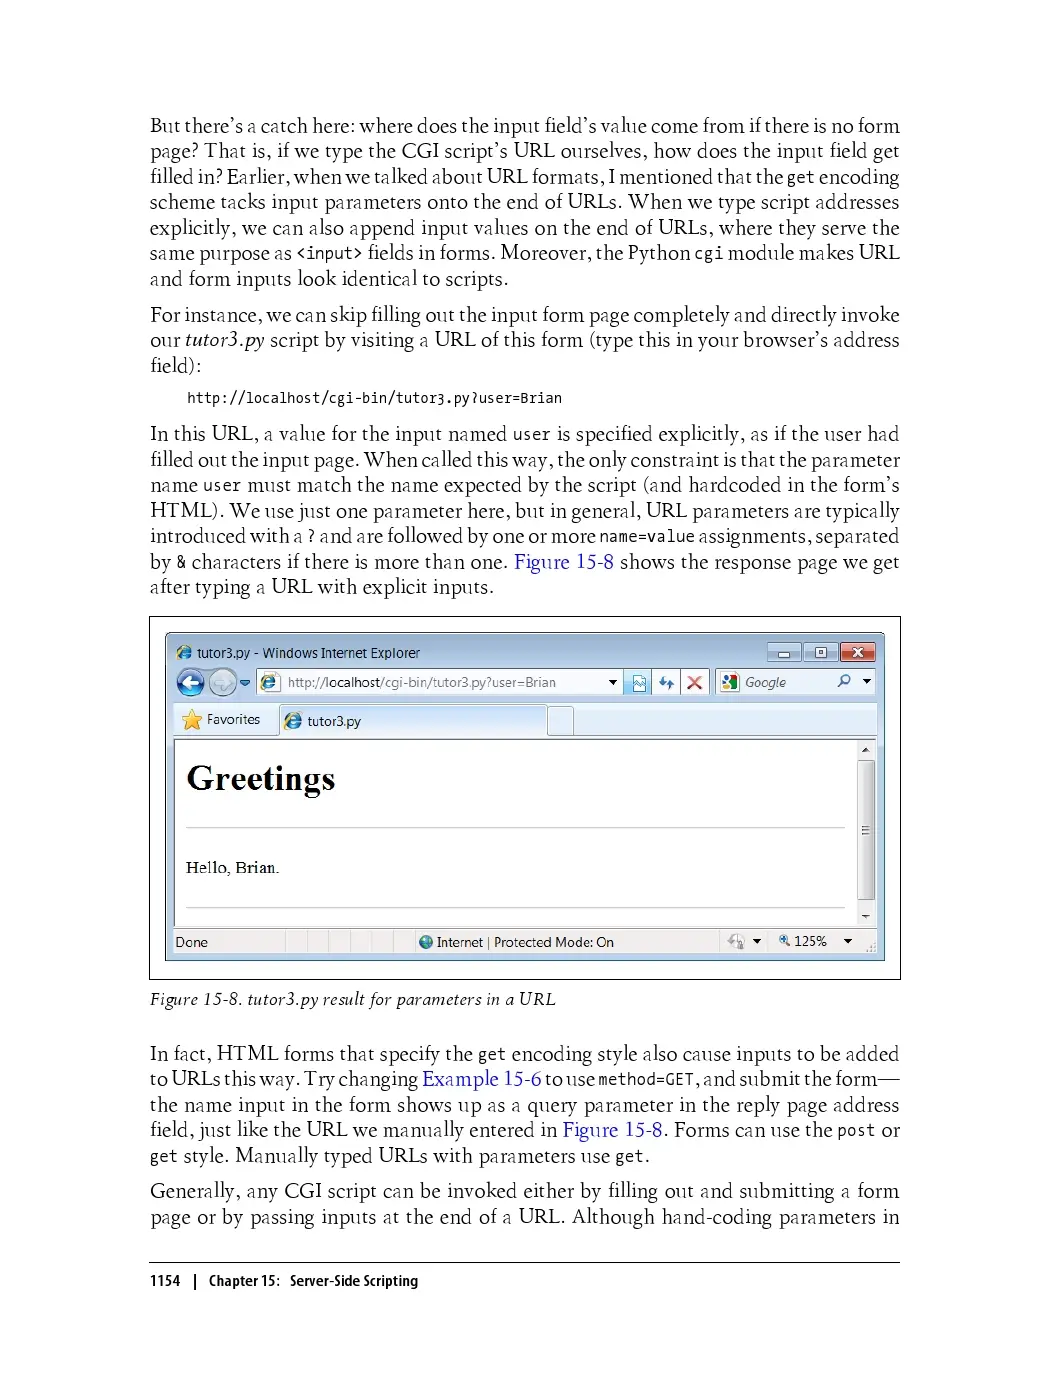 But there’s a catch here: where does the input field’s value come from if there is no form
page? That is, if we type the CGI script’s URL ourselves, how does the input field get
filled in? Earlier, when we talked about URL formats, I mentioned that the get encoding
scheme tacks input parameters onto the end of URLs. When we type script addresses
explicitly, we can also append input values on the end of URLs, where they serve the
same purpose as <input> fields in forms. Moreover, the Python cgi module makes URL
and form inputs look identical to scripts.
For instance, we can skip filling out the input form page completely and directly invoke
our tutor3.py script by visiting a URL of this form (type this in your browser’s address
field):
http://localhost/cgi-bin/tutor3.py?user=Brian
In this URL, a value for the input named user is specified explicitly, as if the user had
filled out the input page. When called this way, the only constraint is that the parameter
name user must match the name expected by the script (and hardcoded in the form’s
HTML). We use just one parameter here, but in general, URL parameters are typically
introduced with a ? and are followed by one or more name=value assignments, separated
by & characters if there is more than one. Figure 15-8 shows the response page we get
after typing a URL with explicit inputs.
tutor3.py - Windows Internet Explorer
http://localhost/cgi-bin/tutor3.py?user=Brian
Google
Favorites
tutor3.py
Greetings
Hello, Brian.
Done
Internet | Protected Mode: On
125%
Figure 15-8. tutor3.py result for parameters in a URL
In fact, HTML forms that specify the get encoding style also cause inputs to be added
to URLs this way. Try changing Example 15-6 to use method=GET, and submit the form—
the name input in the form shows up as a query parameter in the reply page address
field, just like the URL we manually entered in Figure 15-8. Forms can use the post or
get style. Manually typed URLs with parameters use get.
Generally, any CGI script can be invoked either by filling out and submitting a form
page or by passing inputs at the end of a URL. Although hand-coding parameters in
1154 | Chapter 15: Server-Side Scripting